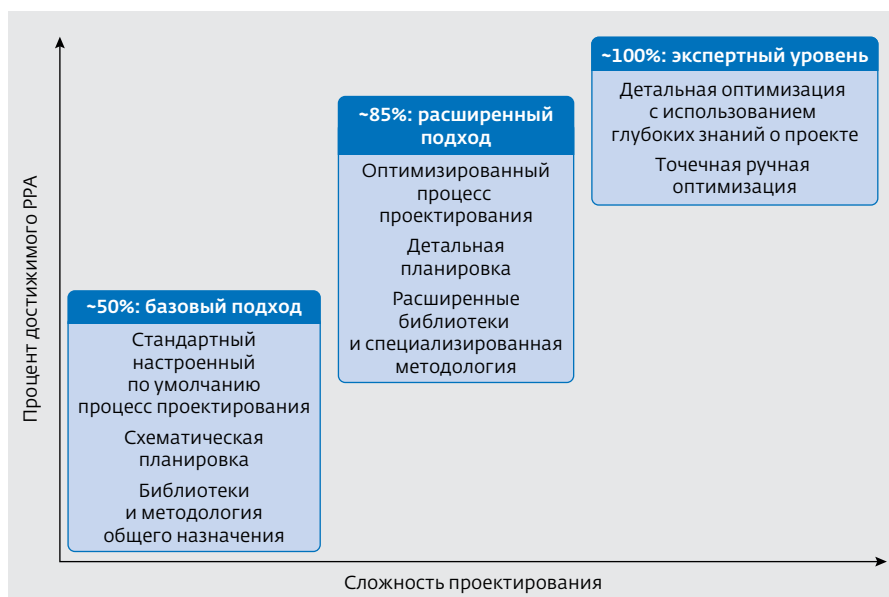 ~100%: экспертный уровень
Детальная оптимизация
с использованием
глубоких знаний о проекте
Точечная ручная
оптимизация
~85%: расширенный
подход
Оптимизированный
процесс
проектирования
Детальная
планировка
Расширенные
библиотеки
и специализированная
методология
~50%: базовый подход
Стандартный
настроенный
по умолчанию
процесс проектирования
Схематическая
планировка
Библиотеки
и методология
общего назначения
Процент достижимого PPA
Сложность проектирования